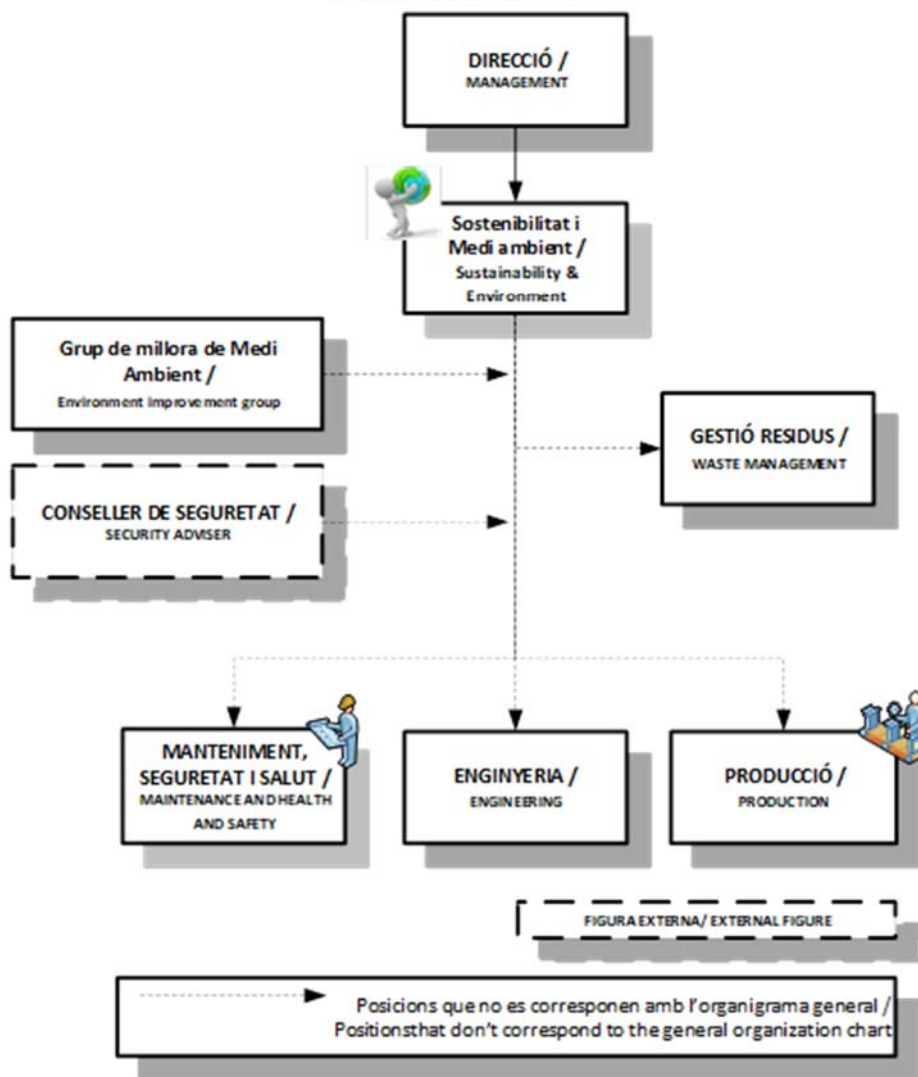 DIRECCIÓ /
MANAGEMENT
Sostenibilitat i
Medi ambient /
Sustainability &
Environment
Grup de millora de Medi
Ambient /
Environment improvement group
GESTIÓ RESIDUS /
WASTE MANAGEMENT
CONSELLER DE SEGURETAT /
SECURITY ADVISER
MANTENIMENT,
SEGURETAT I SALUT /
MAINTENANCE AND HEALTH
AND SAFETY
ENGINYERIA /
ENGINEERING
PRODUCCIÓ /
PRODUCTION
FIGURA EXTERNA/ EXTERNAL FIGURE
Posicions que no es corresponen amb l'organigrama general /
Positionsthat don't correspond to the general organization chart